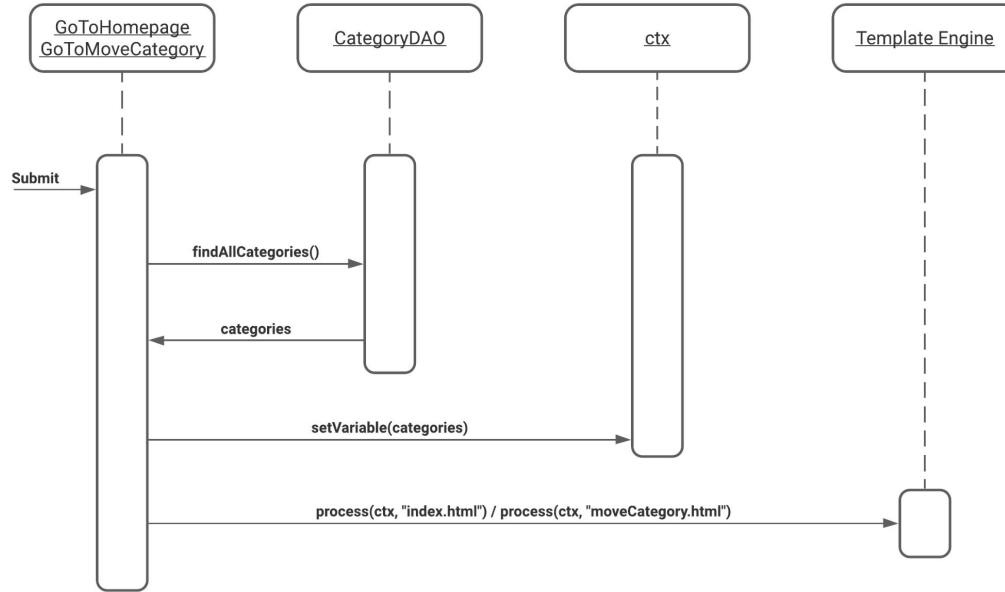 GoToHomepage
GoToMoveCategory
CategoryDAO
ctx
Template Engine
Submit
findAllCategories()
categories
setVariable(categories)
process(ctx, "index.html") / process(ctx, "moveCategory.html")